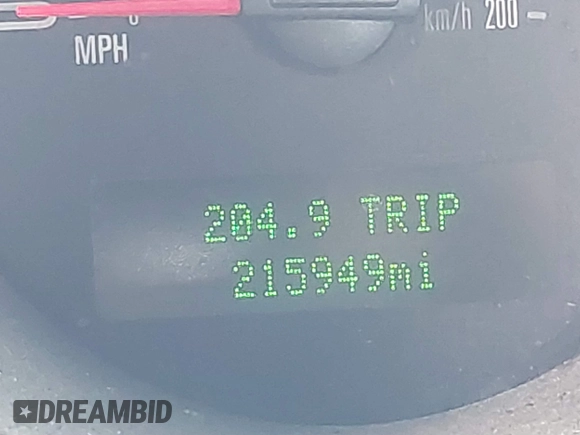 km/h 200
MPH
204.9 TRIP
215949mi
DREAMBID